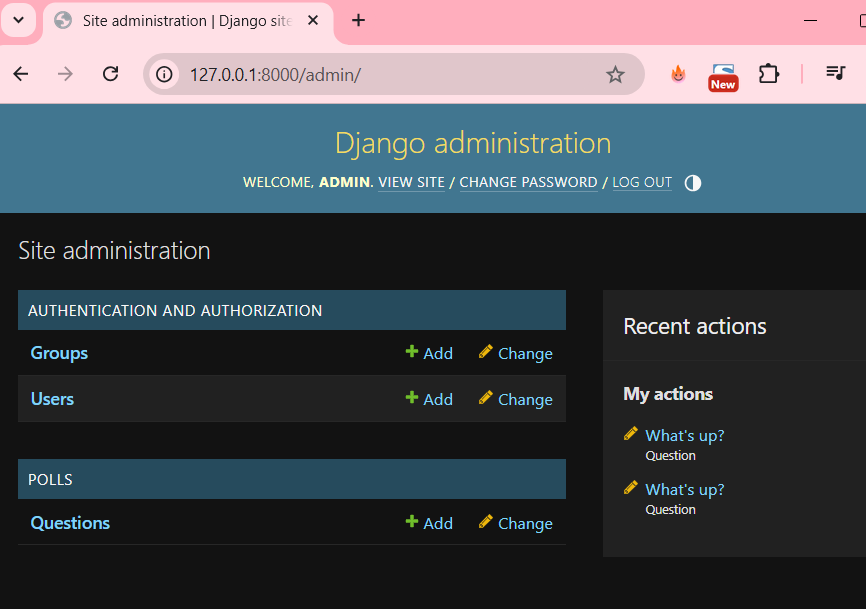 Site administration | Django site
127.0.0.1:8000/admin/
New
Django administration
WELCOME, ADMIN. VIEW SITE / CHANGE PASSWORD / LOG OUT
Site administration
AUTHENTICATION AND AUTHORIZATION
Groups Add Change
Users Add Change
POLLS
Questions Add Change
Recent actions
My actions
What's up?
Question
What's up?
Question